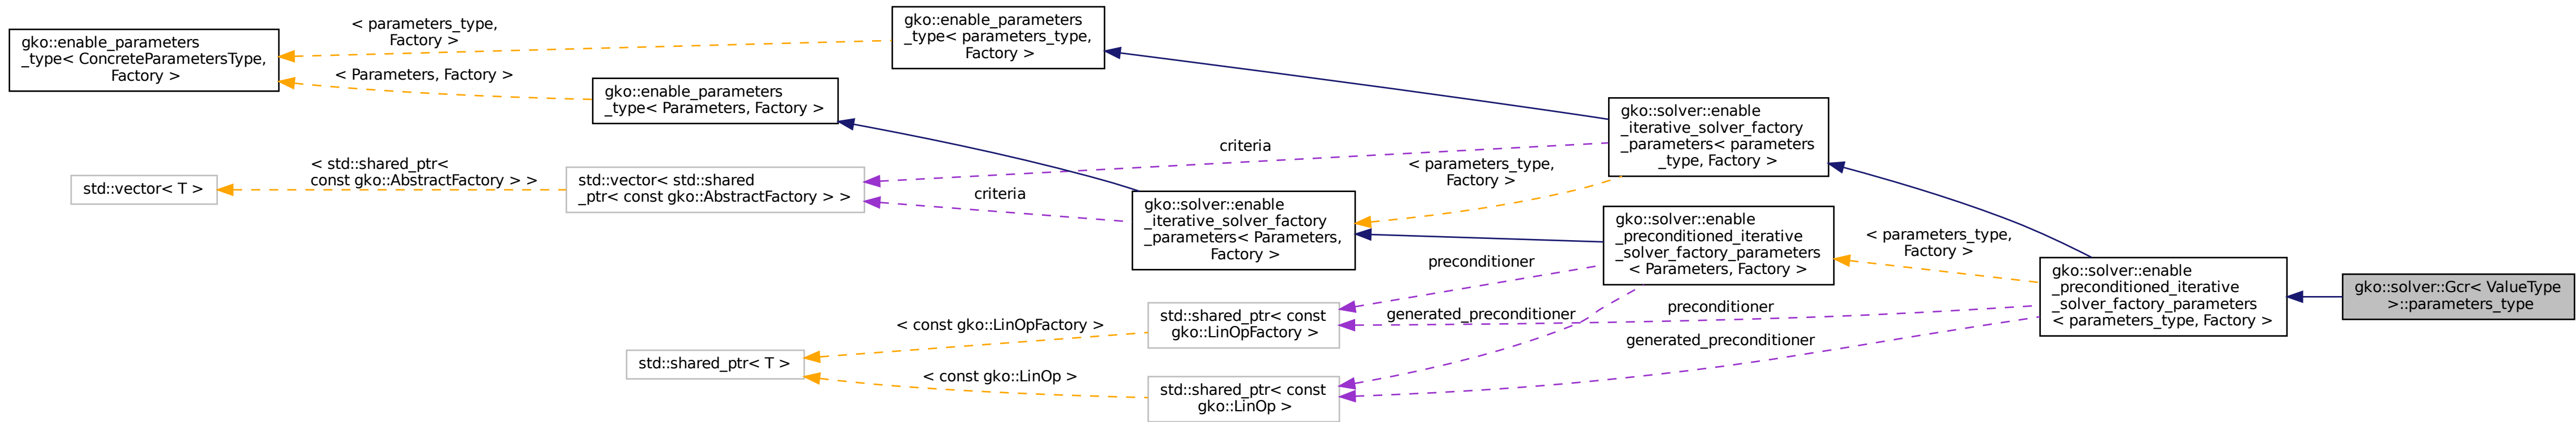 gko::enable_parameters
_type< ConcreteParametersType,
Factory >
< parameters_type,
Factory >
< Parameters, Factory >
gko::enable_parameters
_type< parameters_type,
Factory >
gko::enable_parameters
_type< Parameters, Factory >
std::vector< T >
< std::shared_ptr<
const gko::AbstractFactory > >
std::vector< std::shared
_ptr< const gko::AbstractFactory > >
criteria
criteria
gko::solver::enable
_iterative_solver_factory
_parameters< Parameters,
Factory >
< parameters_type,
Factory >
gko::solver::enable
_iterative_solver_factory
_parameters< parameters
_type, Factory >
gko::solver::enable
_preconditioned_iterative
_solver_factory_parameters
< Parameters, Factory >
< parameters_type,
Factory >
gko::solver::enable
_preconditioned_iterative
_solver_factory_parameters
< parameters_type, Factory >
gko::solver::Gcr< ValueType
>::parameters_type
preconditioner
generated_preconditioner
preconditioner
generated_preconditioner
std::shared_ptr< const
gko::LinOpFactory >
std::shared_ptr< const
gko::LinOp >
< const gko::LinOpFactory >
< const gko::LinOp >
std::shared_ptr< T >